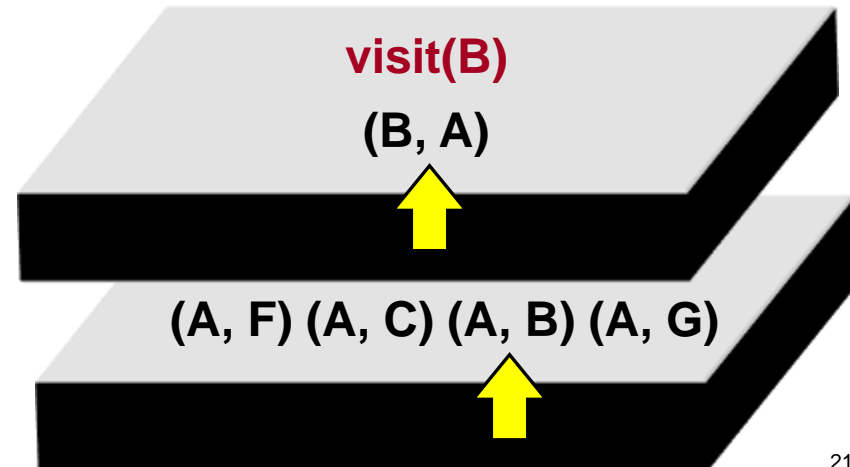 visit(B)
(B, A)
(A, F) (A, C) (A, B) (A, G)
21